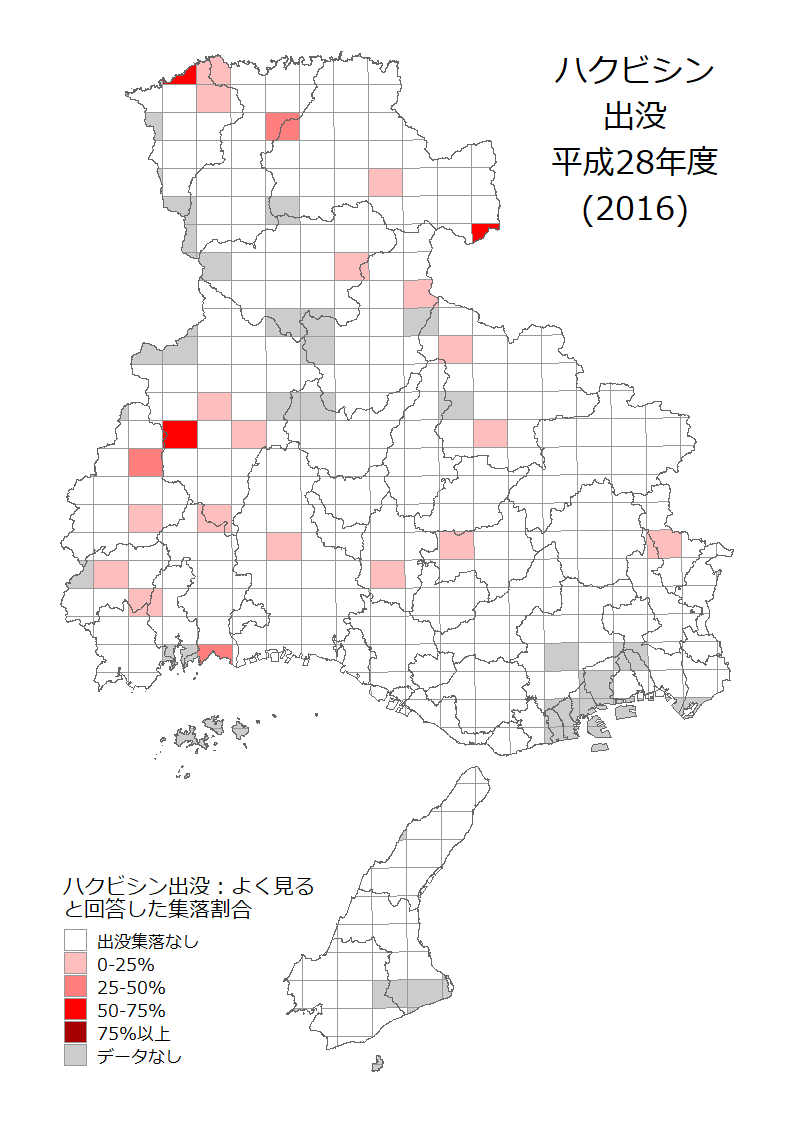 ハクビシン
出没
平成28年度
(2016)
ハクビシン出没：よく見る
と回答した集落割合
出没集落なし
0-25%
25-50%
50-75%
75%以上
データなし